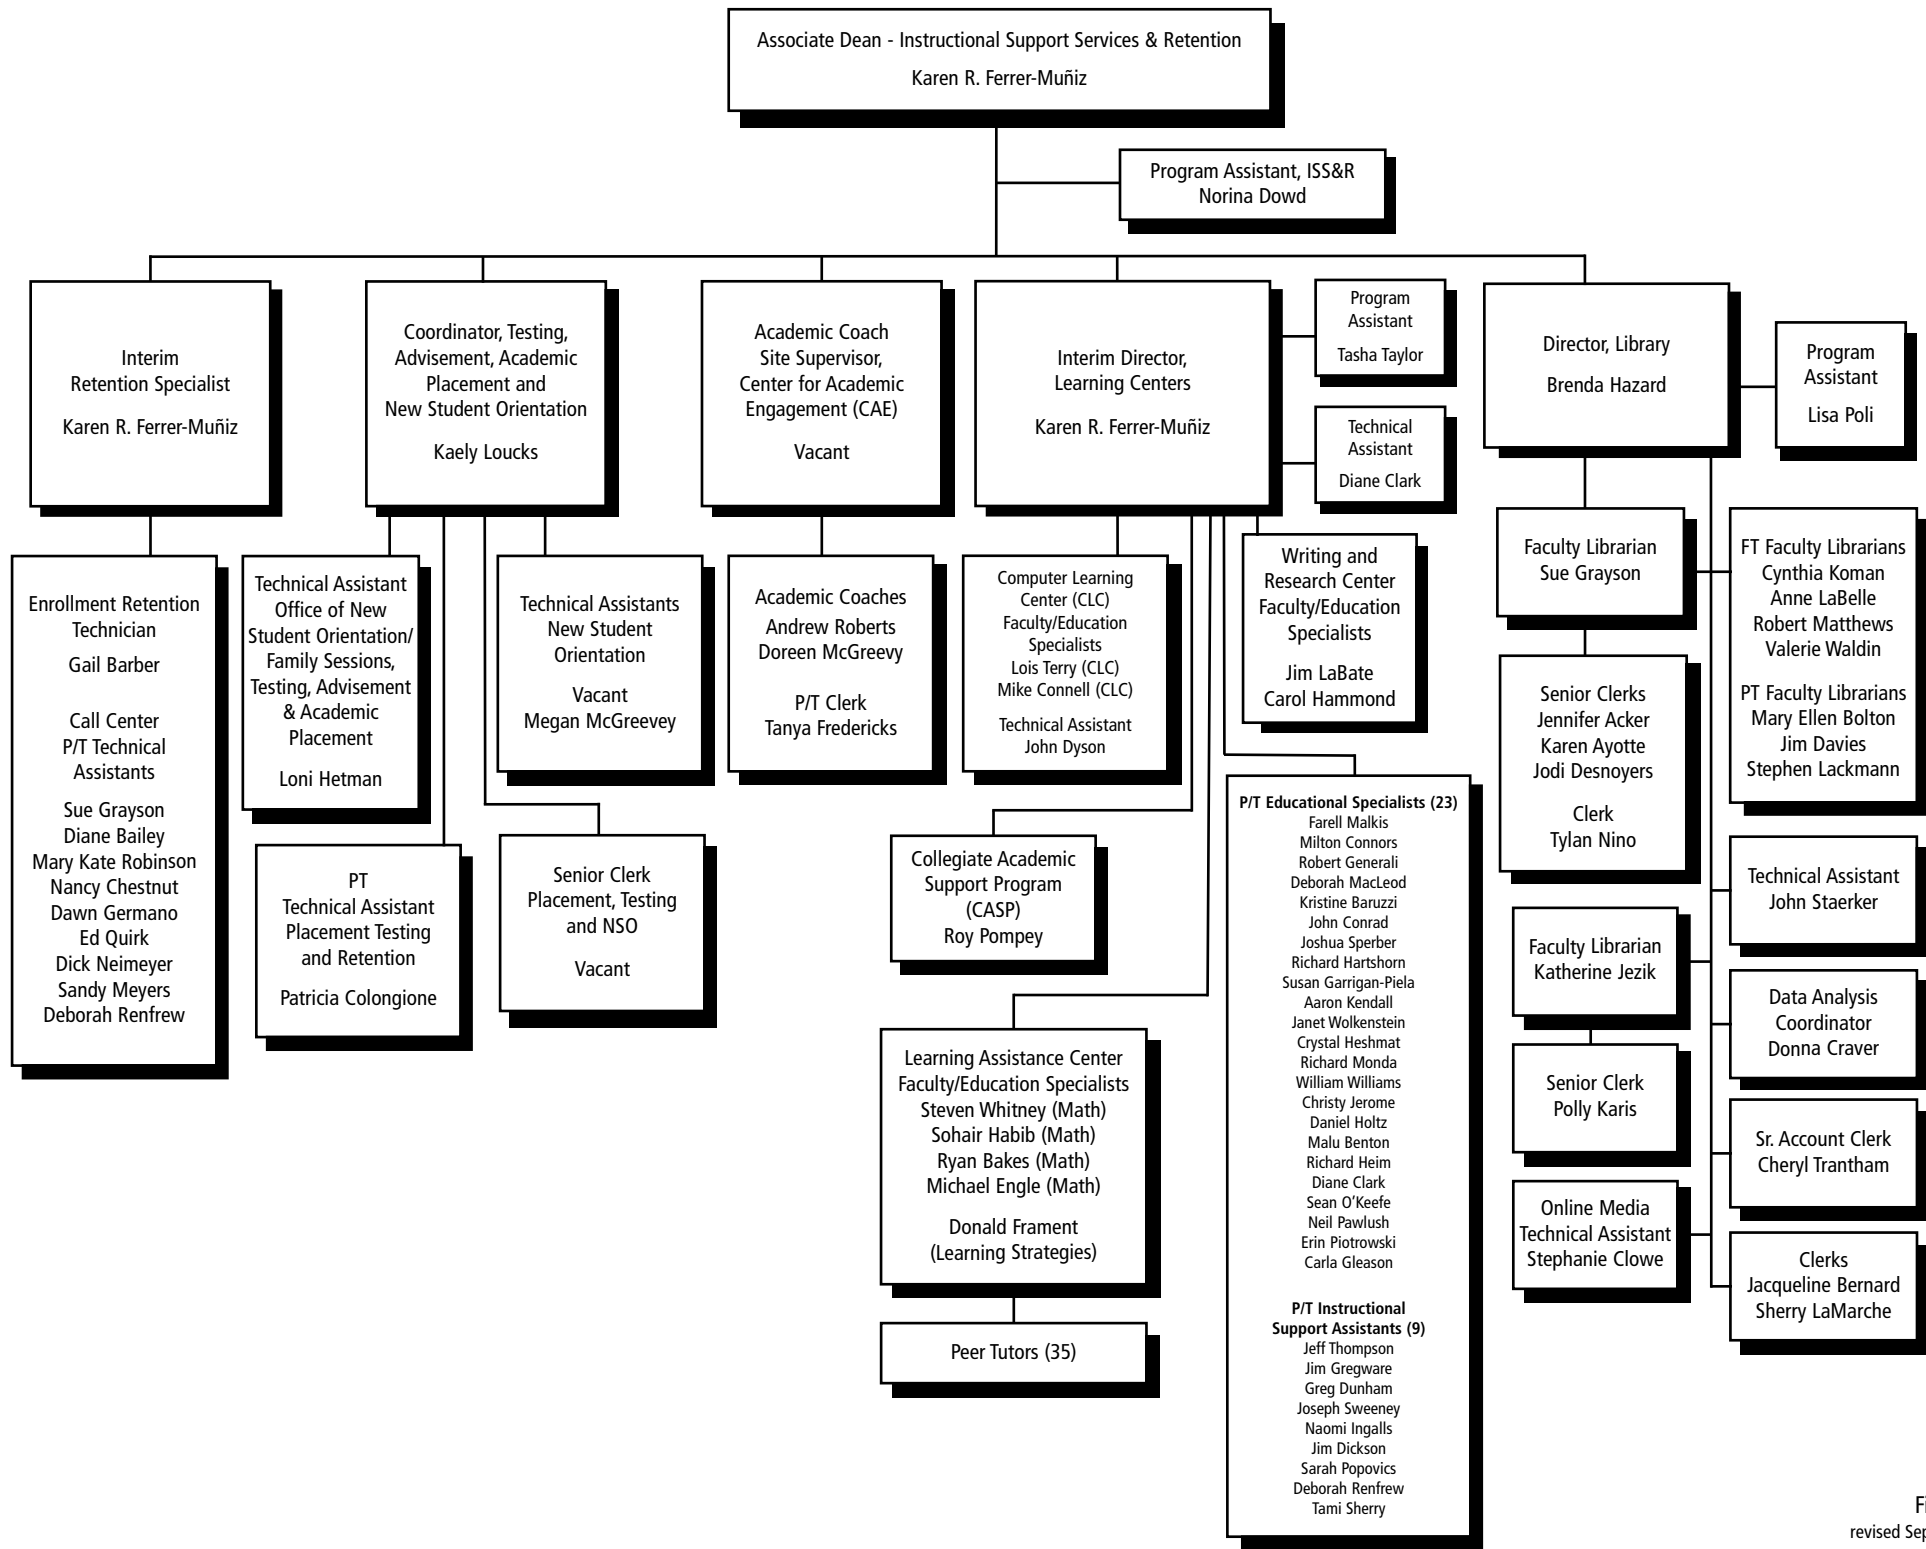 Associate Dean - Instructional Support Services & Retention
Karen R. Ferrer-Muñiz
Program Assistant, ISS&R
Norina Dowd
Interim
Retention Specialist
Karen R. Ferrer-Muñiz
Coordinator, Testing,
Advisement, Academic
Placement and
New Student Orientation
Kaely Loucks
Academic Coach
Site Supervisor,
Center for Academic
Engagement (CAE)
Vacant
Interim Director,
Learning Centers
Karen R. Ferrer-Muñiz
Program
Assistant
Tasha Taylor
Technical
Assistant
Diane Clark
Director, Library
Brenda Hazard
Program
Assistant
Lisa Poli
Enrollment Retention
Technician
Gail Barber
Call Center
P/T Technical
Assistants
Sue Grayson
Diane Bailey
Mary Kate Robinson
Nancy Chestnut
Dawn Germano
Ed Quirk
Dick Neimeyer
Sandy Meyers
Deborah Renfrew
Technical Assistant
Office of New
Student Orientation/
Family Sessions,
Testing, Advisement
& Academic
Placement
Loni Hetman
PT
Technical Assistant
Placement Testing
and Retention
Patricia Colongione
Technical Assistants
New Student
Orientation
Vacant
Megan McGreevey
Senior Clerk
Placement, Testing
and NSO
Vacant
Academic Coaches
Andrew Roberts
Doreen McGreevy
P/T Clerk
Tanya Fredericks
Computer Learning
Center (CLC)
Faculty/Education
Specialists
Lois Terry (CLC)
Mike Connell (CLC)
Technical Assistant
John Dyson
Writing and
Research Center
Faculty/Education
Specialists
Jim LaBate
Carol Hammond
Collegiate Academic
Support Program
(CASP)
Roy Pompey
Learning Assistance Center
Faculty/Education Specialists
Steven Whitney (Math)
Sohair Habib (Math)
Ryan Bakes (Math)
Michael Engle (Math)
Donald Frament
(Learning Strategies)
Peer Tutors (35)
P/T Educational Specialists (23)
Farell Malkis
Milton Connors
Robert Generali
Deborah MacLeod
Kristine Baruzzi
John Conrad
Joshua Sperber
Richard Hartshorn
Susan Garrigan-Piela
Aaron Kendall
Janet Wolkenstein
Crystal Heshmat
Richard Monda
William Williams
Christy Jerome
Daniel Holtz
Malu Benton
Richard Heim
Diane Clark
Sean O'Keefe
Neil Pawlush
Erin Piotrowski
Carla Gleason
P/T Instructional
Support Assistants (9)
Jeff Thompson
Jim Gregware
Greg Dunham
Joseph Sweeney
Naomi Ingalls
Jim Dickson
Sarah Popovics
Deborah Renfrew
Tami Sherry
Faculty Librarian
Sue Grayson
Senior Clerks
Jennifer Acker
Karen Ayotte
Jodi Desnoyers
Clerk
Tylan Nino
Faculty Librarian
Katherine Jezik
Senior Clerk
Polly Karis
Online Media
Technical Assistant
Stephanie Clowe
FT Faculty Librarians
Cynthia Koman
Anne LaBelle
Robert Matthews
Valerie Waldin
PT Faculty Librarians
Mary Ellen Bolton
Jim Davies
Stephen Lackmann
Technical Assistant
John Staerker
Data Analysis
Coordinator
Donna Craver
Sr. Account Clerk
Cheryl Trantham
Clerks
Jacqueline Bernard
Sherry LaMarche
revised